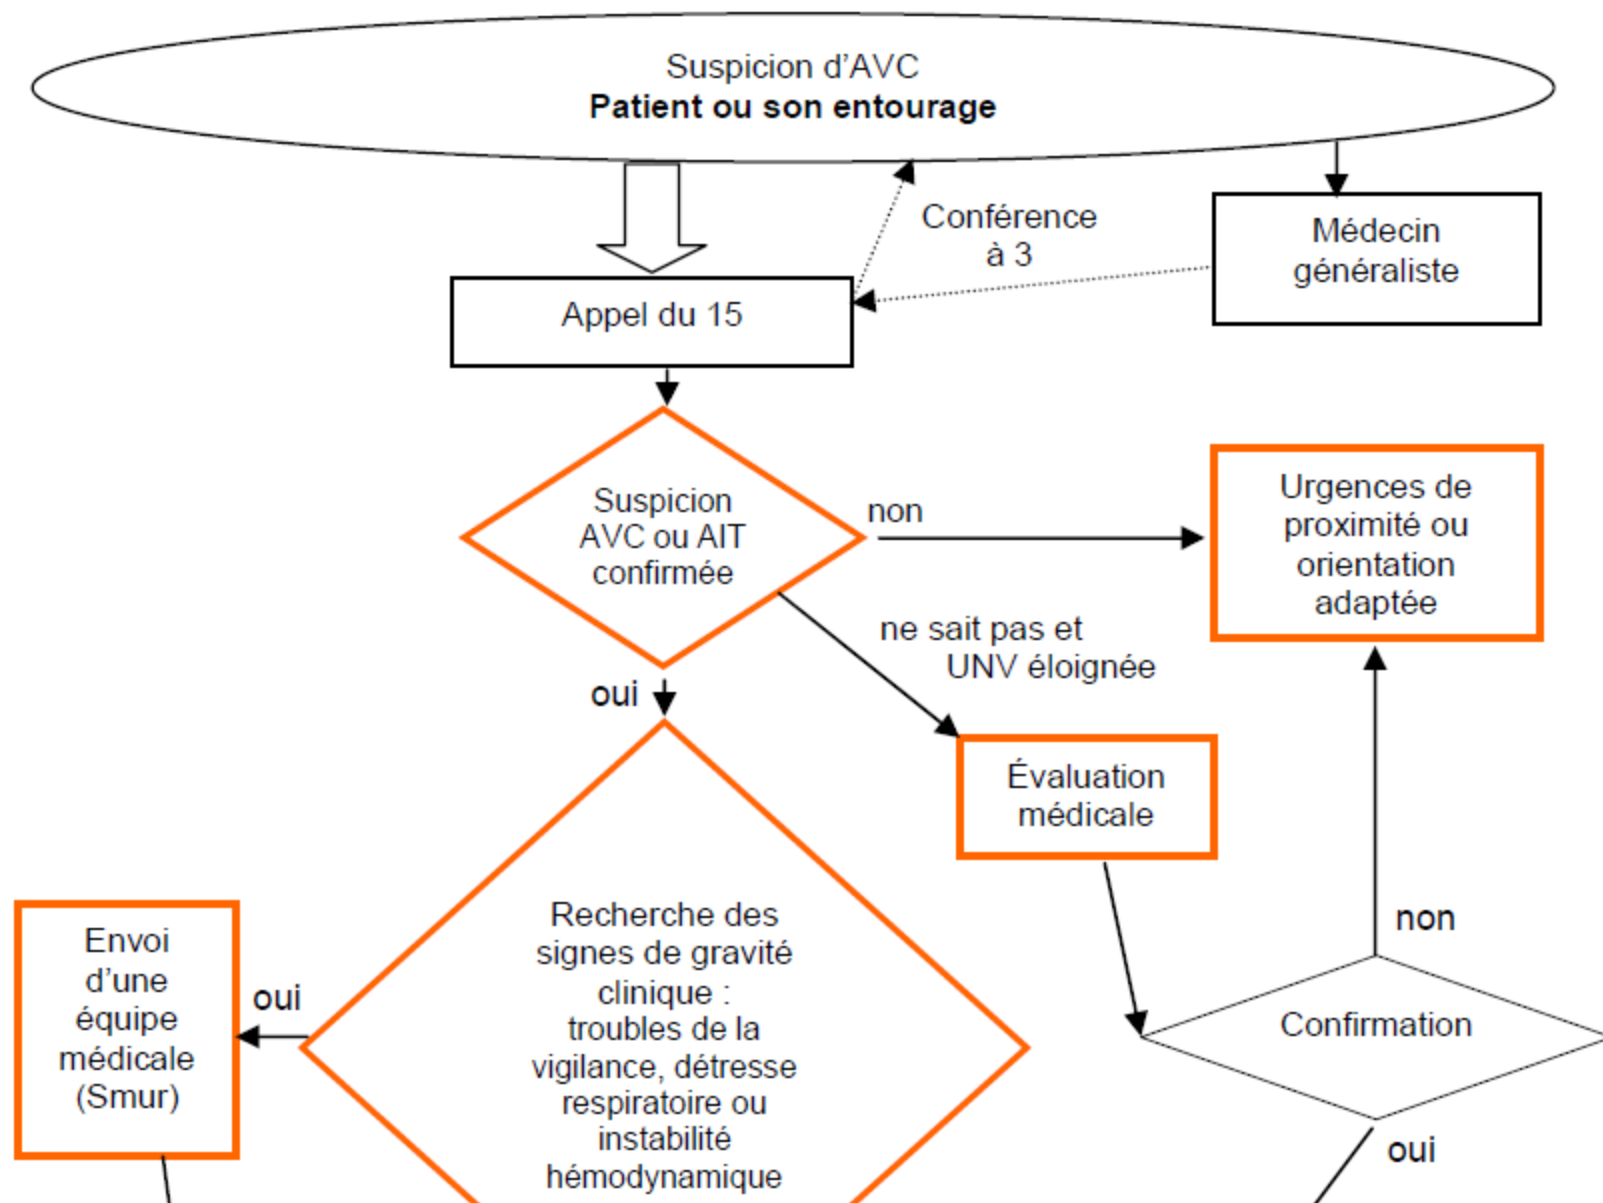 Suspicion d'AVC
Patient ou son entourage
Conférence
à 3
Médecin
généraliste
Appel du 15
Suspicion
AVC ou AIT
confirmée
non
Urgences de
proximité ou
orientation
adaptée
ne sait pas et
UNV éloignée
oui
Évaluation
médicale
Envoi
d'une
équipe
médicale
(Smur)
oui
Recherche des
signes de gravité
clinique :
troubles de la
vigilance, détresse
respiratoire ou
instabilité
hémodynamique
non
Confirmation
oui